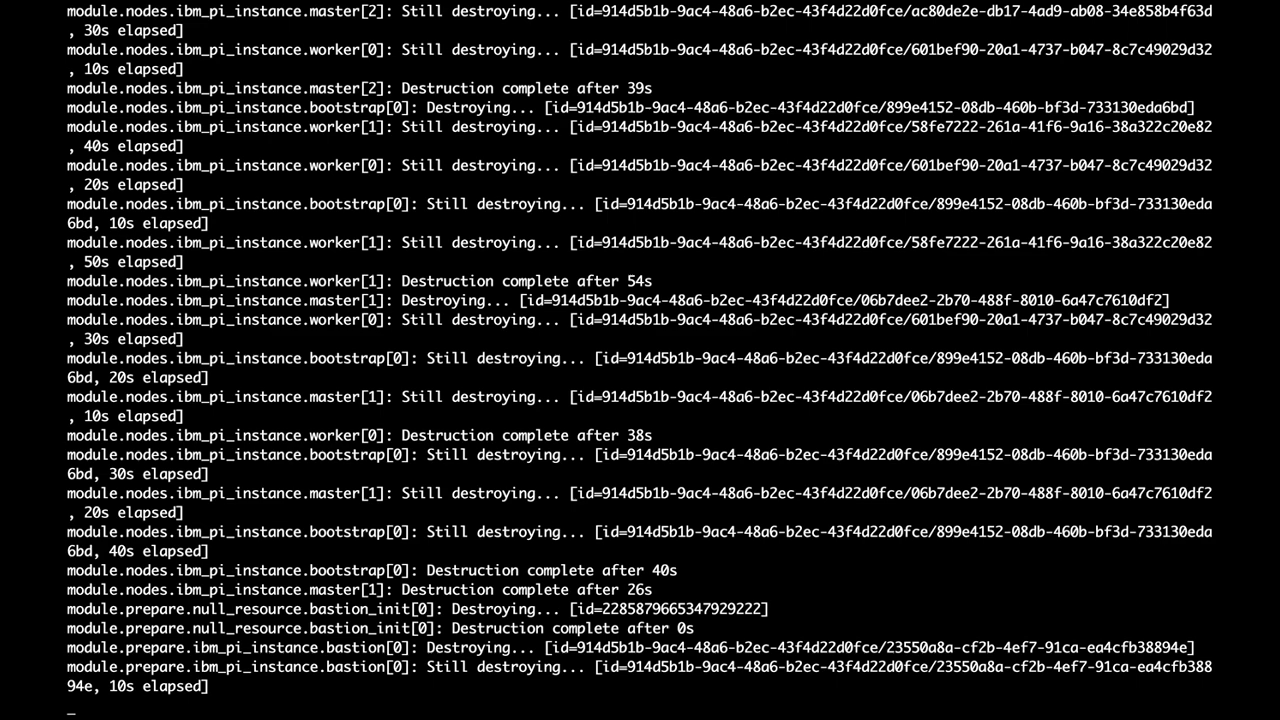 module.nodes.ibm_pi_instance.master[2]: Still destroying... [id=914d5b1b-9ac4-48a6-b2ec-43f4d22d0fce/ac80de2e-db17-4ad9-ab08-34e858b4f63d
, 30s elapsed]
module.nodes.ibm_pi_instance.worker[0]: Still destroying... [id=914d5b1b-9ac4-48a6-b2ec-43f4d22d0fce/601bef90-20a1-4737-b047-8c7c49029d32
, 10s elapsed]
module.nodes.ibm_pi_instance.master[2]: Destruction complete after 39s
module.nodes.ibm_pi_instance.bootstrap[0]: Destroying... [id=914d5b1b-9ac4-48a6-b2ec-43f4d22d0fce/899e4152-08db-460b-bf3d-733130eda6bd]
module.nodes.ibm_pi_instance.worker[1]: Still destroying... [id=914d5b1b-9ac4-48a6-b2ec-43f4d22d0fce/58fe7222-261a-41f6-9a16-38a322c20e82
, 40s elapsed]
module.nodes.ibm_pi_instance.worker[0]: Still destroying... [id=914d5b1b-9ac4-48a6-b2ec-43f4d22d0fce/601bef90-20a1-4737-b047-8c7c49029d32
, 20s elapsed]
module.nodes.ibm_pi_instance.bootstrap[0]: Still destroying... [id=914d5b1b-9ac4-48a6-b2ec-43f4d22d0fce/899e4152-08db-460b-bf3d-733130eda
6bd, 10s elapsed]
module.nodes.ibm_pi_instance.worker[1]: Still destroying... [id=914d5b1b-9ac4-48a6-b2ec-43f4d22d0fce/58fe7222-261a-41f6-9a16-38a322c20e82
, 50s elapsed]
module.nodes.ibm_pi_instance.worker[1]: Destruction complete after 54s
module.nodes.ibm_pi_instance.master[1]: Destroying... [id=914d5b1b-9ac4-48a6-b2ec-43f4d22d0fce/06b7dee2-2b70-488f-8010-6a47c7610df2]
module.nodes.ibm_pi_instance.worker[0]: Still destroying... [id=914d5b1b-9ac4-48a6-b2ec-43f4d22d0fce/601bef90-20a1-4737-b047-8c7c49029d32
, 30s elapsed]
module.nodes.ibm_pi_instance.bootstrap[0]: Still destroying... [id=914d5b1b-9ac4-48a6-b2ec-43f4d22d0fce/899e4152-08db-460b-bf3d-733130eda
6bd, 20s elapsed]
module.nodes.ibm_pi_instance.master[1]: Still destroying... [id=914d5b1b-9ac4-48a6-b2ec-43f4d22d0fce/06b7dee2-2b70-488f-8010-6a47c7610df2
, 10s elapsed]
module.nodes.ibm_pi_instance.worker[0]: Destruction complete after 38s
module.nodes.ibm_pi_instance.bootstrap[0]: Still destroying... [id=914d5b1b-9ac4-48a6-b2ec-43f4d22d0fce/899e4152-08db-460b-bf3d-733130eda
6bd, 30s elapsed]
module.nodes.ibm_pi_instance.master[1]: Still destroying... [id=914d5b1b-9ac4-48a6-b2ec-43f4d22d0fce/06b7dee2-2b70-488f-8010-6a47c7610df2
, 20s elapsed]
module.nodes.ibm_pi_instance.bootstrap[0]: Still destroying... [id=914d5b1b-9ac4-48a6-b2ec-43f4d22d0fce/899e4152-08db-460b-bf3d-733130eda
6bd, 40s elapsed]
module.nodes.ibm_pi_instance.bootstrap[0]: Destruction complete after 40s
module.nodes.ibm_pi_instance.master[1]: Destruction complete after 26s
module.prepare.null_resource.bastion_init[0]: Destroying... [id=2285879665347929222]
module.prepare.null_resource.bastion_init[0]: Destruction complete after 0s
module.prepare.ibm_pi_instance.bastion[0]: Destroying... [id=914d5b1b-9ac4-48a6-b2ec-43f4d22d0fce/23550a8a-cf2b-4ef7-91ca-ea4cfb38894e]
module.prepare.ibm_pi_instance.bastion[0]: Still destroying... [id=914d5b1b-9ac4-48a6-b2ec-43f4d22d0fce/23550a8a-cf2b-4ef7-91ca-ea4cfb388
94e, 10s elapsed]